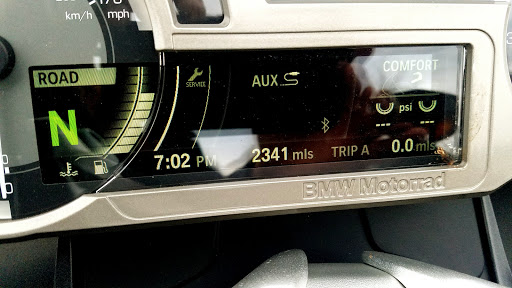 km/h mph
ROAD
SERVICE
AUX
COMFORT
N
psi
--- ---
7:02 PM 2341 mls TRIP A 0.0 mls
BMW Motorrad